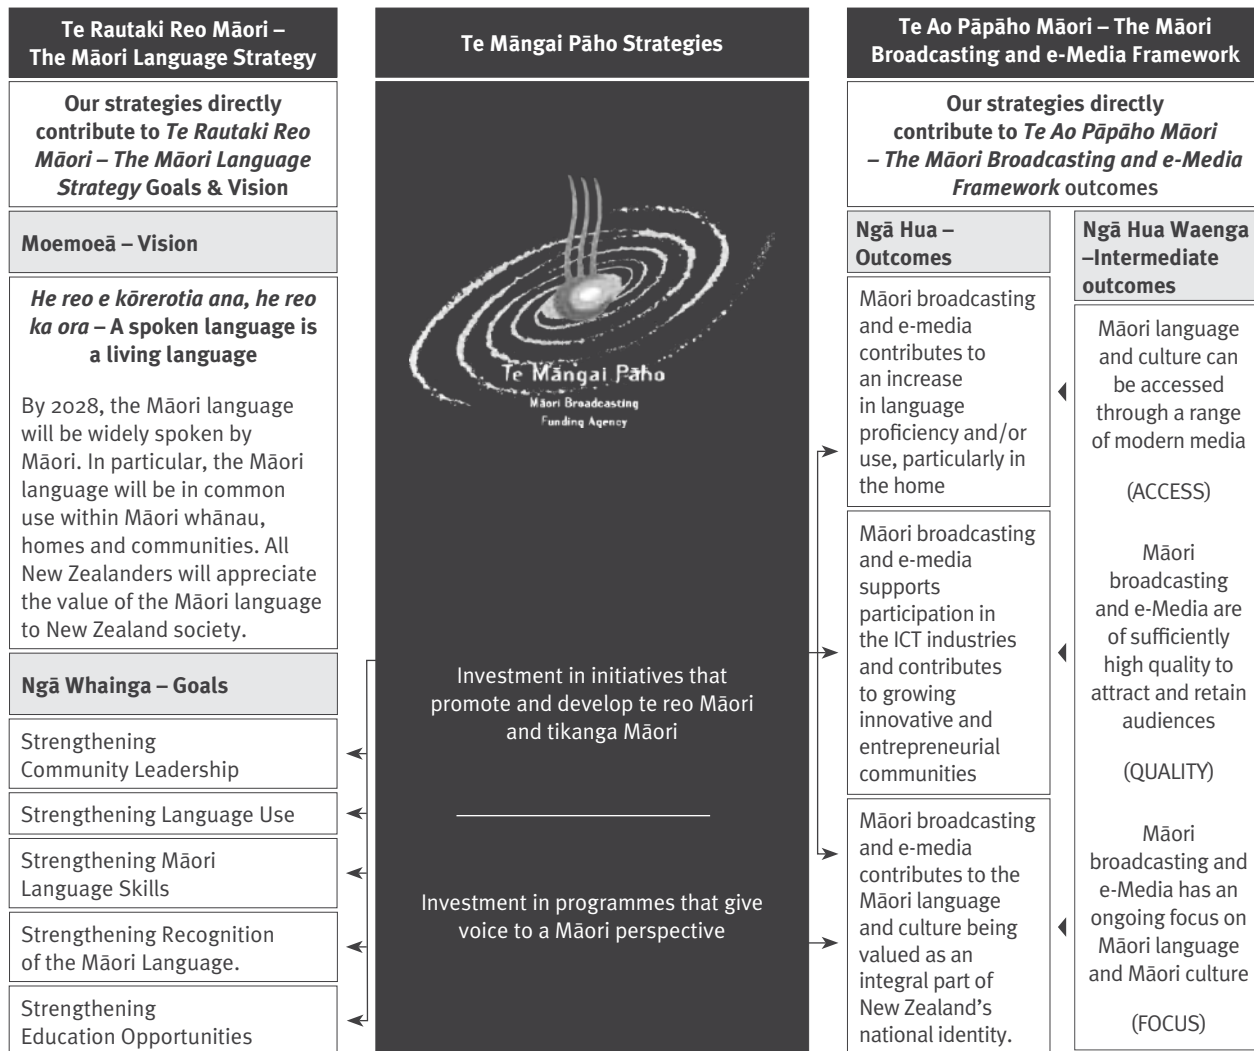 Te Rautaki Reo Māori –
The Māori Language Strategy
Our strategies directly
contribute to Te Rautaki Reo
Māori – The Māori Language
Strategy Goals & Vision
Moemoeā – Vision
He reo e kōrerotia ana, he reo
ka ora – A spoken language is
a living language
By 2028, the Māori language
will be widely spoken by
Māori. In particular, the Māori
language will be in common
use within Māori whānau,
homes and communities. All
New Zealanders will appreciate
the value of the Māori language
to New Zealand society.
Ngā Whainga – Goals
Strengthening
Community Leadership
Strengthening Language Use
Strengthening Māori
Language Skills
Strengthening Recognition
of the Māori Language.
Strengthening
Education Opportunities
Te Māngai Pāho Strategies
Te Māngai Pāho
Māori Broadcasting
Funding Agency
Investment in initiatives that
promote and develop te reo Māori
and tikanga Māori
Investment in programmes that give
voice to a Māori perspective
Te Ao Pāpāho Māori – The Māori
Broadcasting and e-Media Framework
Our strategies directly
contribute to Te Ao Pāpāho Māori
– The Māori Broadcasting and e-Media
Framework outcomes
Ngā Hua –
Outcomes
Māori broadcasting
and e-media
contributes to
an increase
in language
proficiency and/or
use, particularly in
the home
Māori broadcasting
and e-media
supports
participation in
the ICT industries
and contributes
to growing
innovative and
entrepreneurial
communities
Māori broadcasting
and e-media
contributes to the
Māori language
and culture being
valued as an
integral part of
New Zealand’s
national identity.
Ngā Hua Waenga
–Intermediate
outcomes
Māori language
and culture can
be accessed
through a range
of modern media
(ACCESS)
Māori
broadcasting
and e-Media are
of sufficiently
high quality to
attract and retain
audiences
(QUALITY)
Māori
broadcasting and
e-Media has an
ongoing focus on
Māori language
and Māori culture
(FOCUS)